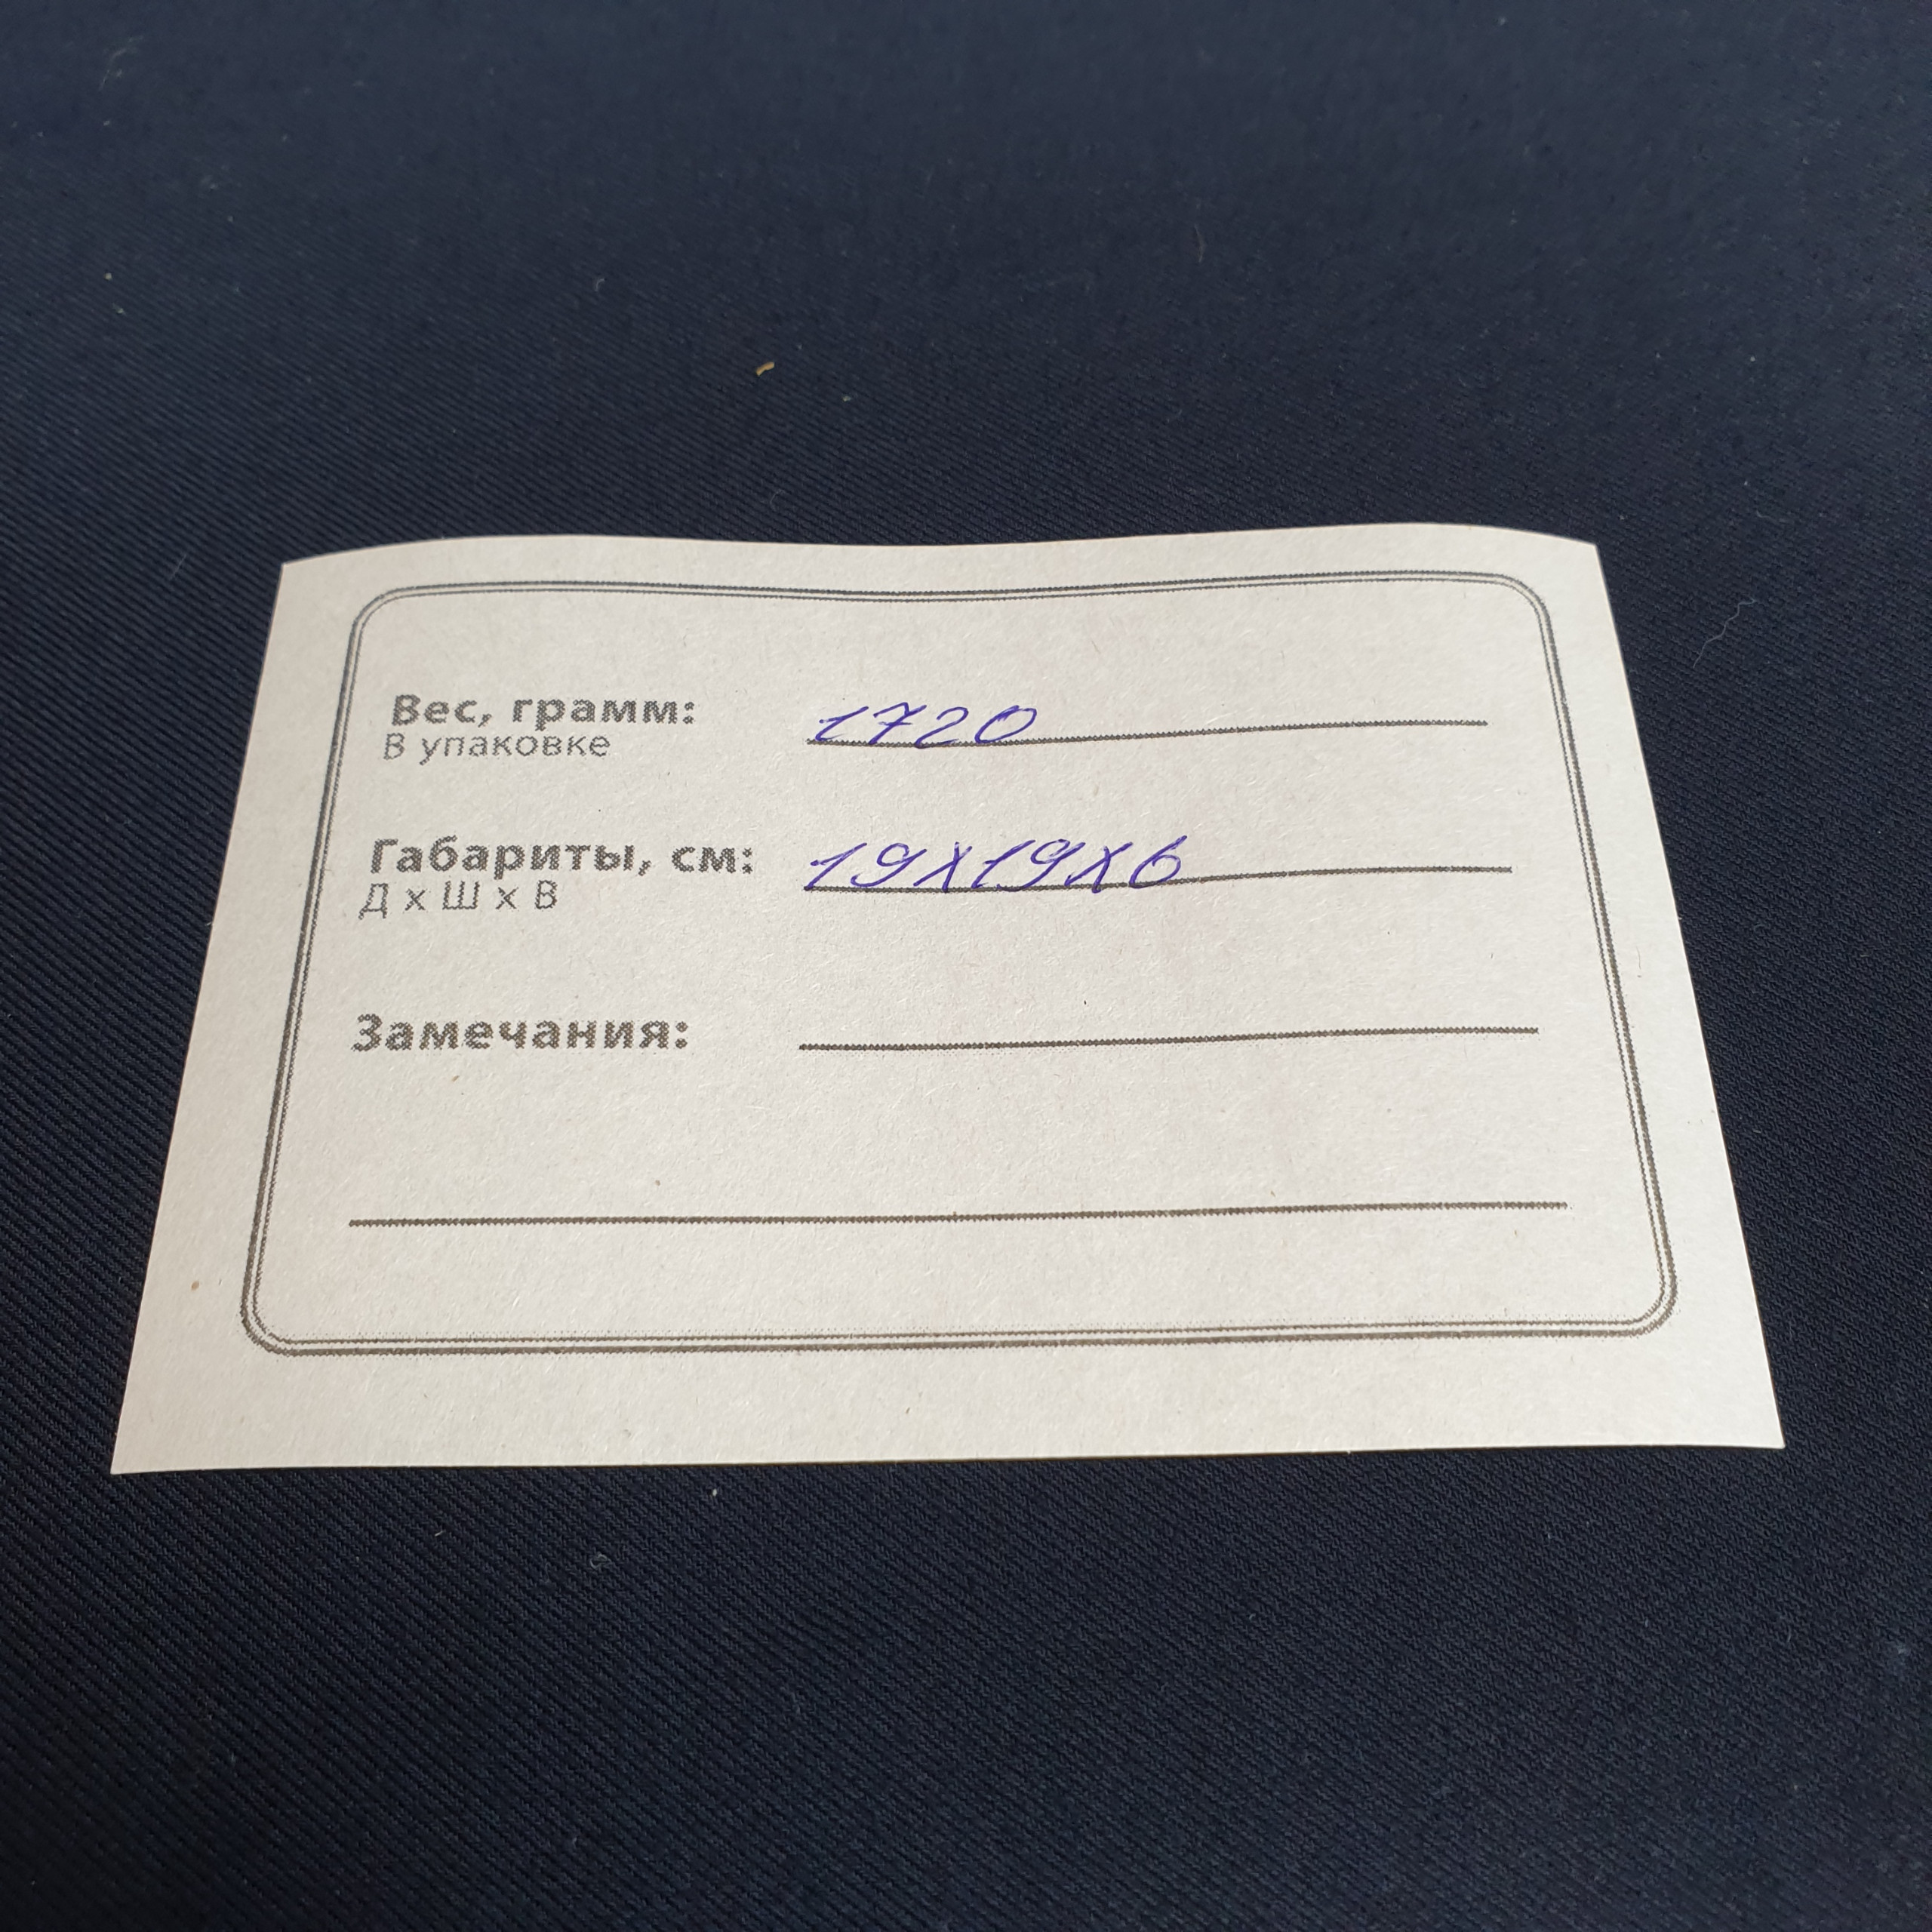 Вес, грамм: 1720
В упаковке
Габариты, см: 19х19х6
Д х Ш х В
Замечания: